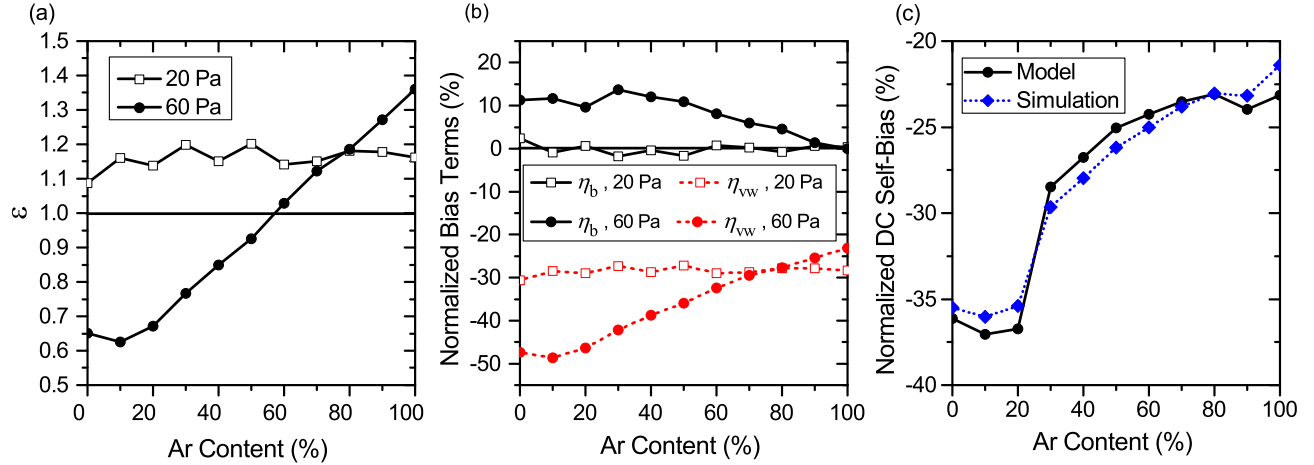 (a)
1.5
1.4
1.3
1.2
1.1
1.0
0.9
0.8
0.7
0.6
0.5
ε
20 Pa
60 Pa
0 20 40 60 80 100
Ar Content (%)
(b)
20
10
0
-10
-20
-30
-40
-50
Normalized Bias Terms (%)
η_b , 20 Pa η_vw , 20 Pa
η_b , 60 Pa η_vw , 60 Pa
0 20 40 60 80 100
Ar Content (%)
(c)
-20
-25
-30
-35
-40
Normalized DC Self-Bias (%)
Model
Simulation
0 20 40 60 80 100
Ar Content (%)